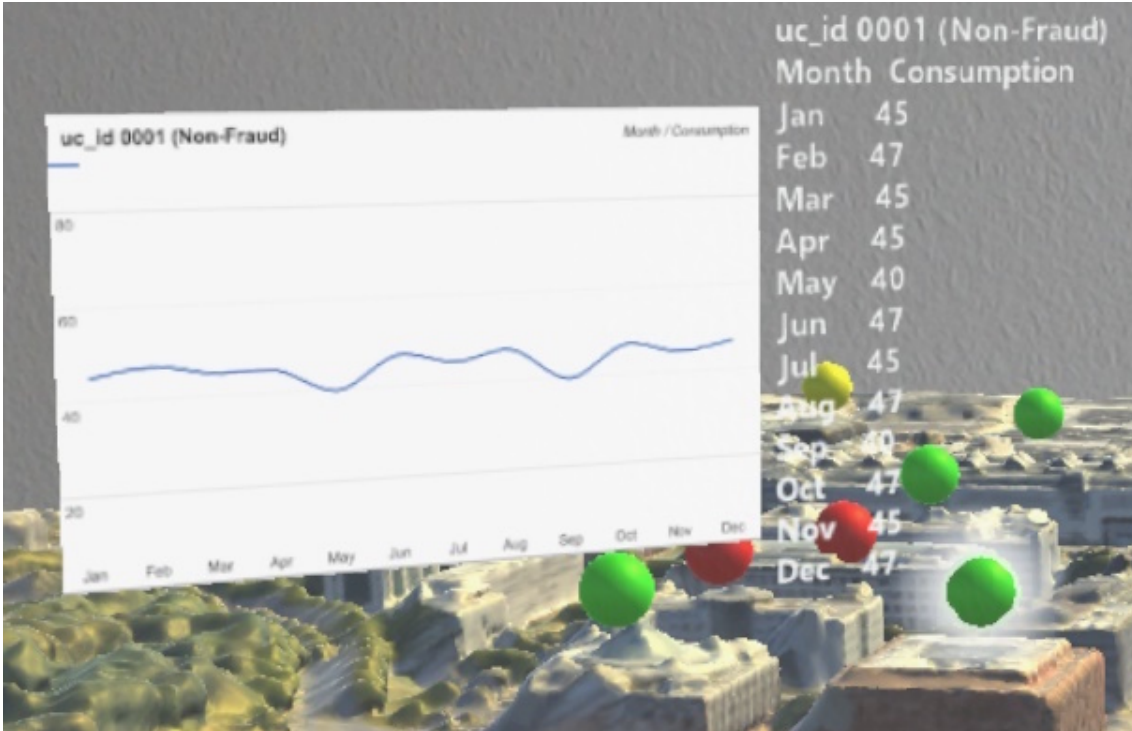 uc_id 0001 (Non-Fraud)
Month / Consumption
80
60
40
20
Jan Feb Mar Apr May Jun Jul Aug Sep Oct Nov Dec
uc_id 0001 (Non-Fraud)
Month Consumption
Jan 45
Feb 47
Mar 45
Apr 45
May 40
Jun 47
Jul 45
Aug 47
Sep 40
Oct 47
Nov 45
Dec 47